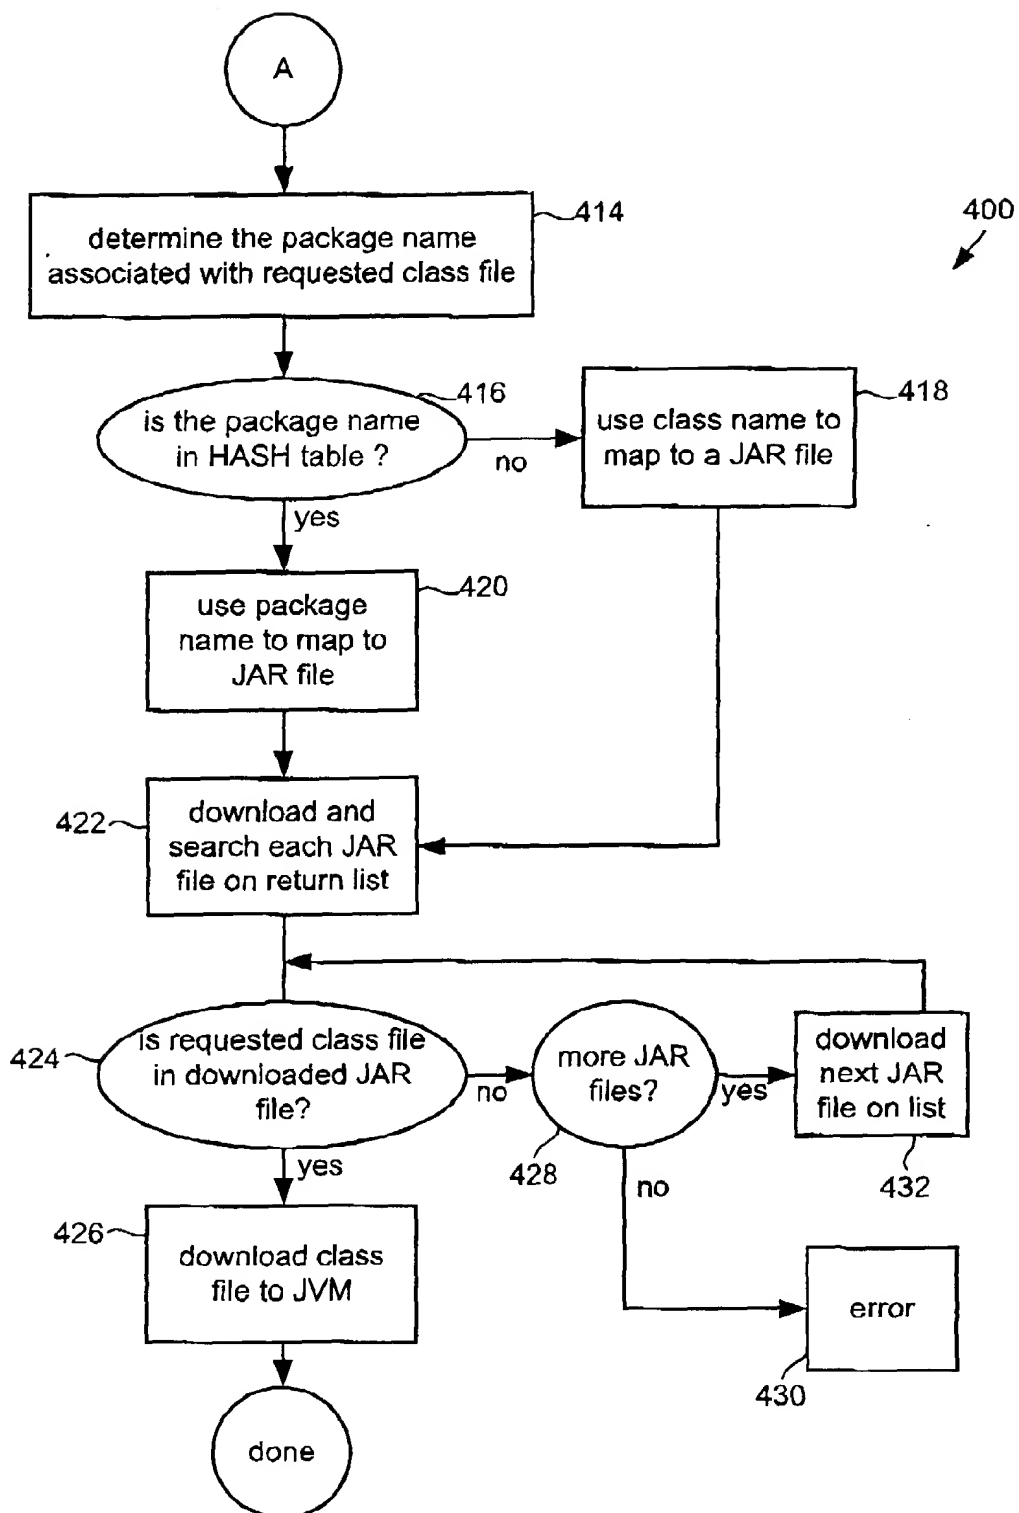 A
414
400
determine the package name
associated with requested class file
416
418
is the package name
in HASH table ?
no
use class name to
map to a JAR file
yes
420
use package
name to map to
JAR file
422
download and
search each JAR
file on return list
424
is requested class file
in downloaded JAR
file?
no
more JAR
files?
yes
download
next JAR
file on list
428
432
yes
no
426
download class
file to JVM
error
430
done